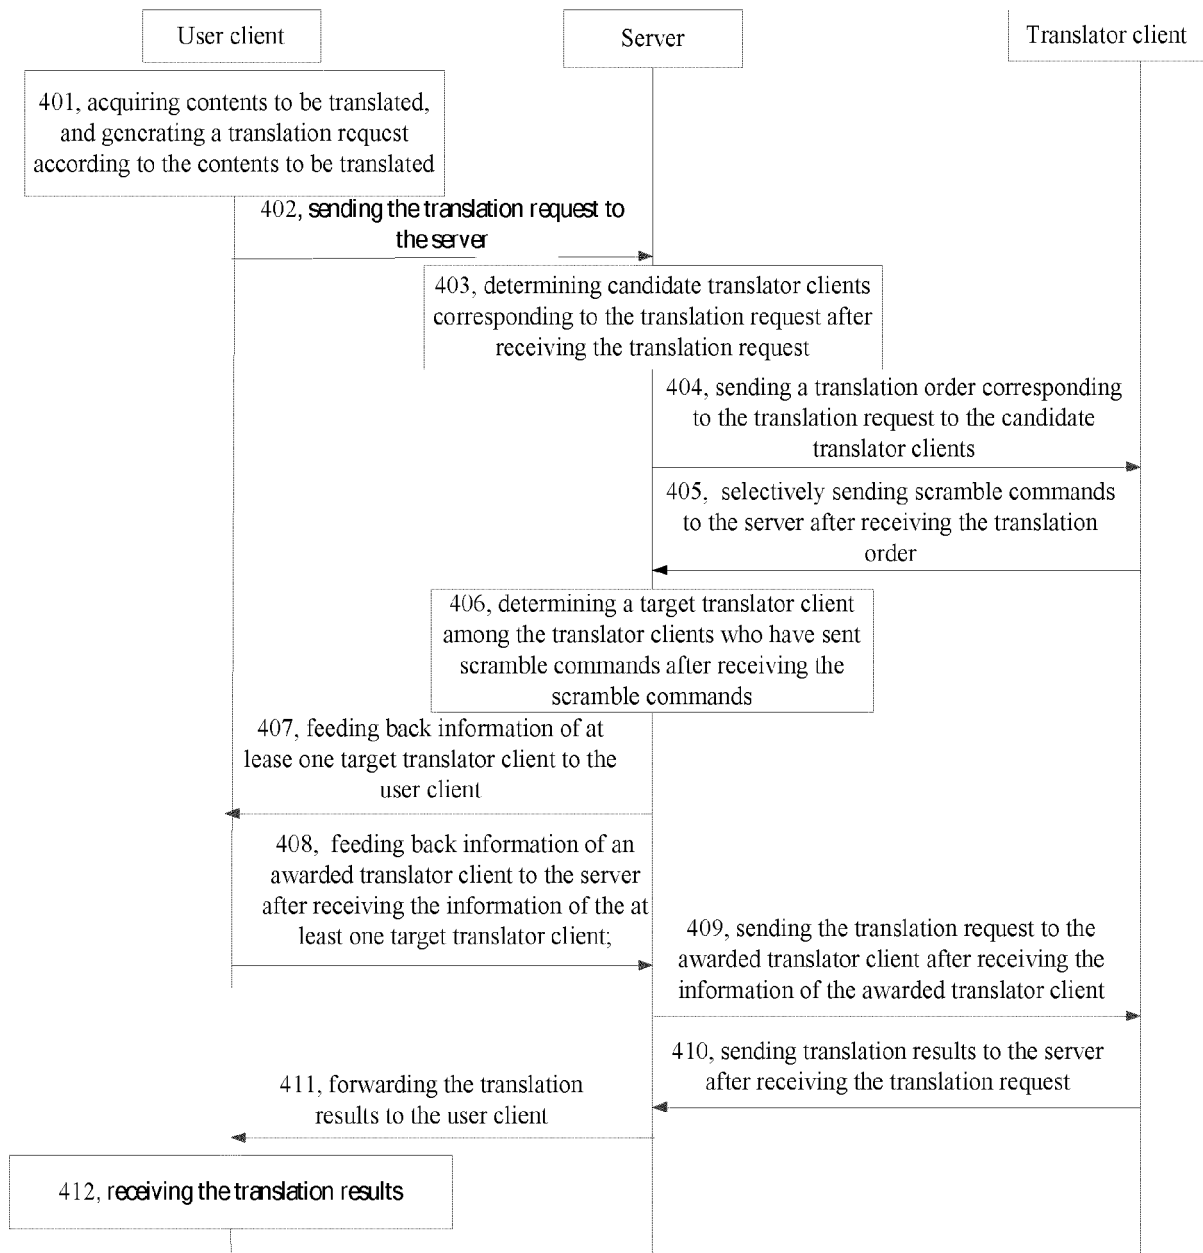 User client
Server
Translator client
401, acquiring contents to be translated,
and generating a translation request
according to the contents to be translated
402, sending the translation request to
the server
403, determining candidate translator clients
corresponding to the translation request after
receiving the translation request
404, sending a translation order corresponding
to the translation request to the candidate
translator clients
405, selectively sending scramble commands
to the server after receiving the translation
order
406, determining a target translator client
among the translator clients who have sent
scramble commands after receiving the
scramble commands
407, feeding back information of at
lease one target translator client to the
user client
408, feeding back information of an
awarded translator client to the server
after receiving the information of the at
least one target translator client;
409, sending the translation request to the
awarded translator client after receiving the
information of the awarded translator client
410, sending translation results to the server
after receiving the translation request
411, forwarding the translation
results to the user client
412, receiving the translation results